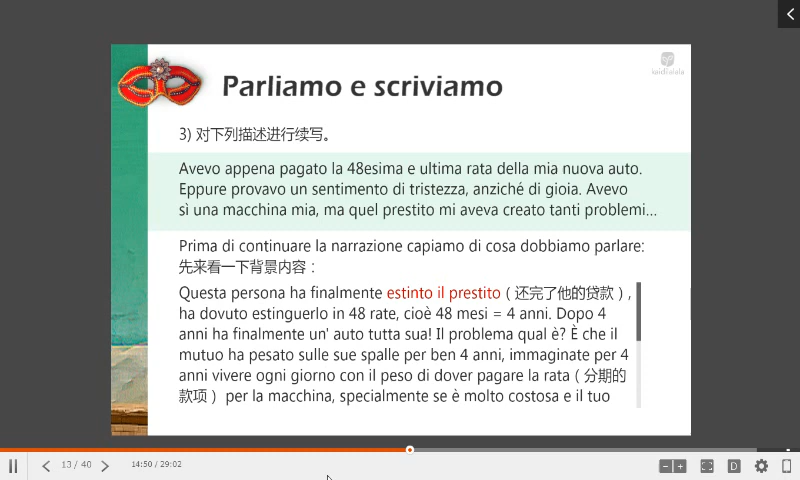 Parliamo e scriviamo
kaidi'alala
3) 对下列描述进行续写。
Avevo appena pagato la 48esima e ultima rata della mia nuova auto.
Eppure provavo un sentimento di tristezza, anziché di gioia. Avevo
sì una macchina mia, ma quel prestito mi aveva creato tanti problemi...
Prima di continuare la narrazione capiamo di cosa dobbiamo parlare:
先来看一下背景内容：
Questa persona ha finalmente estinto il prestito（还完了他的贷款）,
ha dovuto estinguerlo in 48 rate, cioè 48 mesi = 4 anni. Dopo 4
anni ha finalmente un' auto tutta sua! Il problema qual è? È che il
mutuo ha pesato sulle sue spalle per ben 4 anni, immaginate per 4
anni vivere ogni giorno con il peso di dover pagare la rata（分期的
款项） per la macchina, specialmente se è molto costosa e il tuo
13 / 40
14:50 / 29:02
D